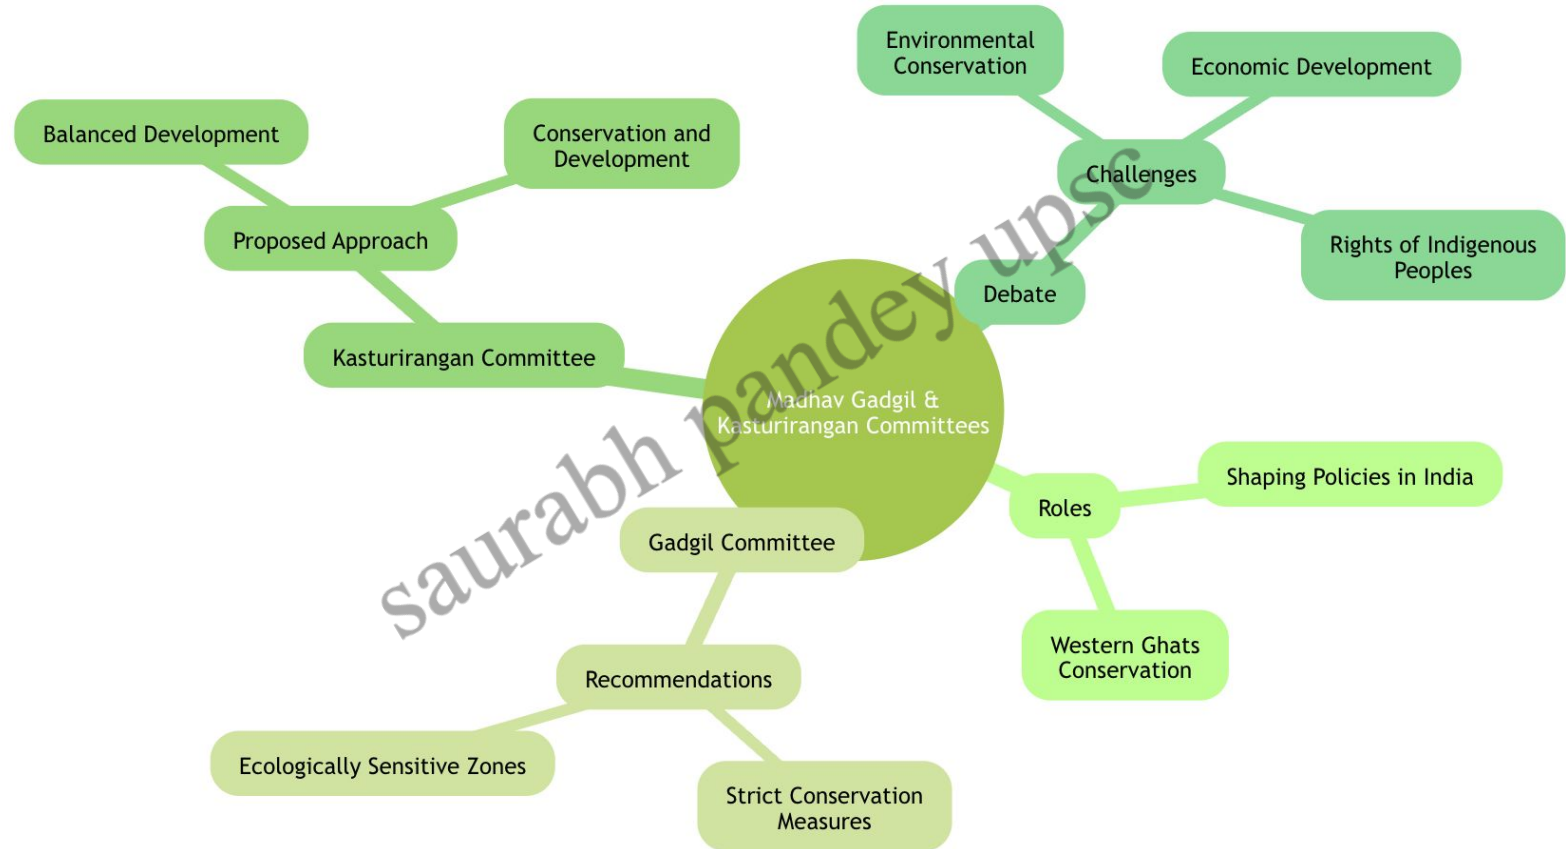 Environmental
Conservation
Economic Development
Balanced Development
Conservation and
Development
Challenges
Proposed Approach
Rights of Indigenous
Peoples
Debate
Kasturirangan Committee
Madhav Gadgil &
Kasturirangan Committees
Shaping Policies in India
Roles
Gadgil Committee
Western Ghats
Conservation
Recommendations
Ecologically Sensitive Zones
Strict Conservation
Measures
saurabh pandey upsc